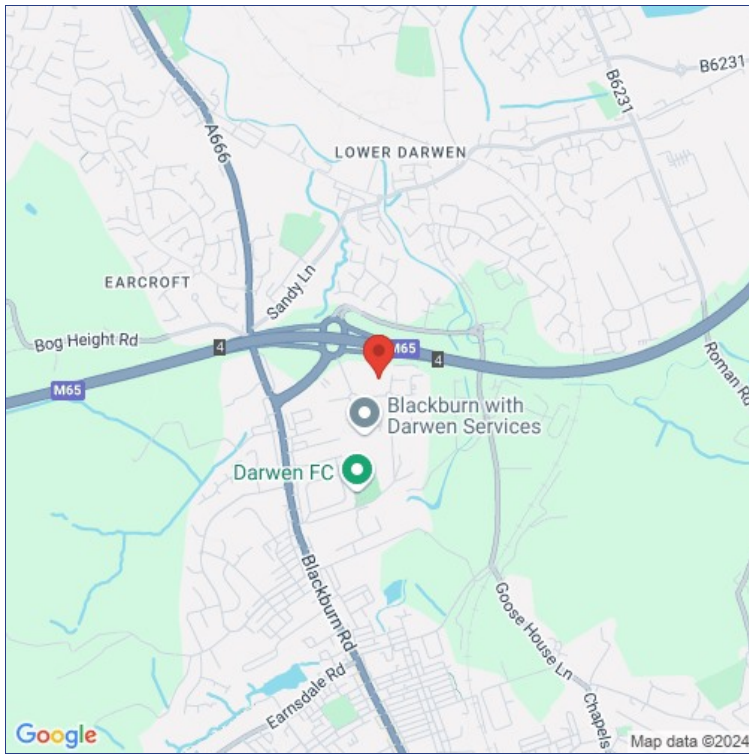 B6231
B6231
A666
LOWER DARWEN
EARCROFT
Sandy Ln
Bog Height Rd
4
M65
4
M65
Roman Rd
Blackburn with
Darwen Services
Darwen FC
Blackburn Rd
Goose House Ln
Earnsdale Rd
Chapels
Google
Map data ©2024